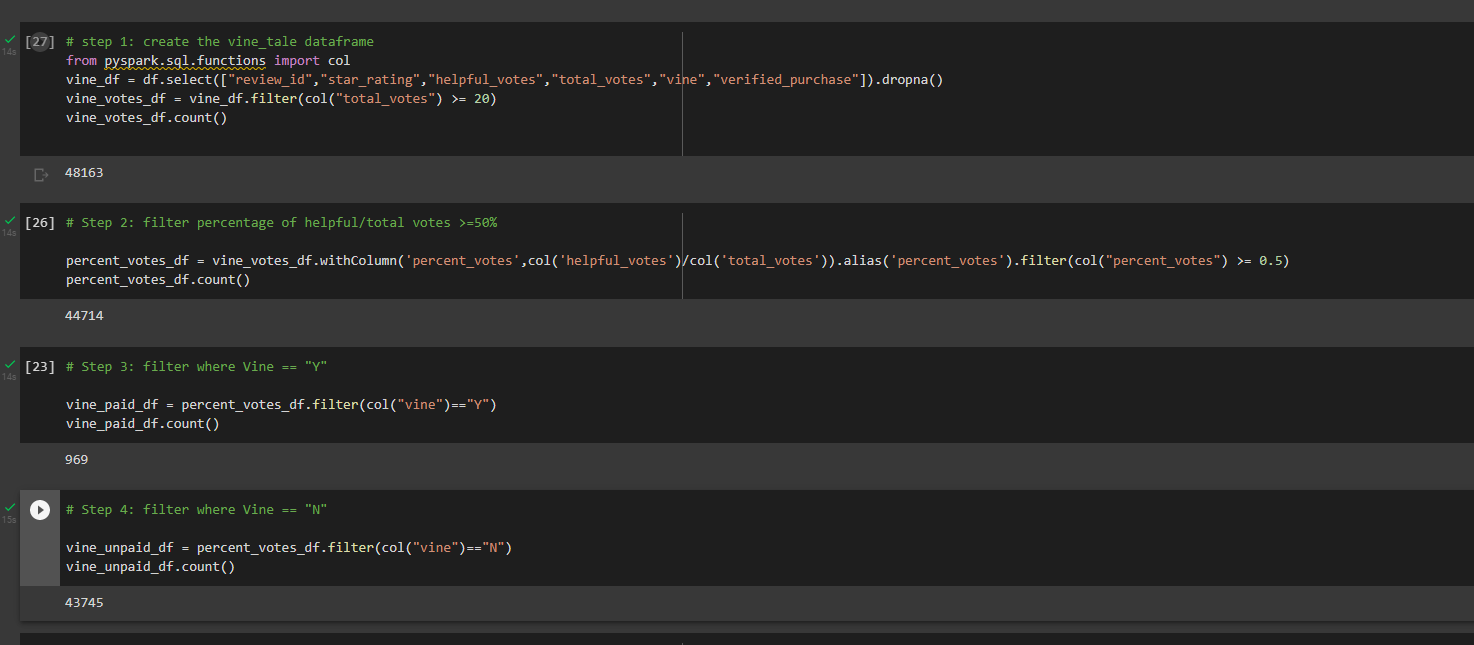 [27] # step 1: create the vine_tale dataframe
from pyspark.sql.functions import col
vine_df = df.select(["review_id","star_rating","helpful_votes","total_votes","vine","verified_purchase"]).dropna()
vine_votes_df = vine_df.filter(col("total_votes") >= 20)
vine_votes_df.count()
14s
48163
[26] # Step 2: filter percentage of helpful/total votes >=50%
14s
percent_votes_df = vine_votes_df.withColumn('percent_votes',col('helpful_votes')/col('total_votes')).alias('percent_votes').filter(col("percent_votes") >= 0.5)
percent_votes_df.count()
44714
[23] # Step 3: filter where Vine == "Y"
14s
vine_paid_df = percent_votes_df.filter(col("vine")=="Y")
vine_paid_df.count()
969
# Step 4: filter where Vine == "N"
15s
vine_unpaid_df = percent_votes_df.filter(col("vine")=="N")
vine_unpaid_df.count()
43745